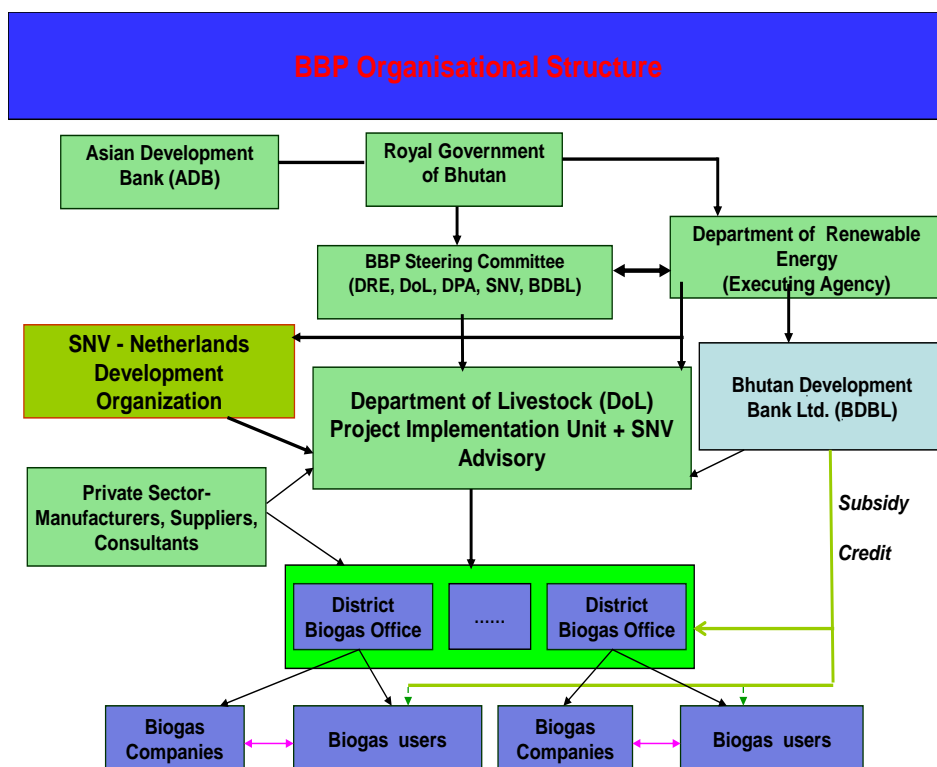 BBP Organisational Structure
Asian Development
Bank (ADB)
Royal Government
of Bhutan
Department of Renewable
Energy
(Executing Agency)
BBP Steering Committee
(DRE, DoL, DPA, SNV, BDBL)
SNV - Netherlands
Development
Organization
Department of Livestock (DoL)
Project Implementation Unit + SNV
Advisory
Bhutan Development
Bank Ltd. (BDBL)
Private Sector-
Manufacturers, Suppliers,
Consultants
Subsidy
Credit
District
Biogas Office
......
District
Biogas Office
Biogas
Companies
Biogas users
Biogas
Companies
Biogas users